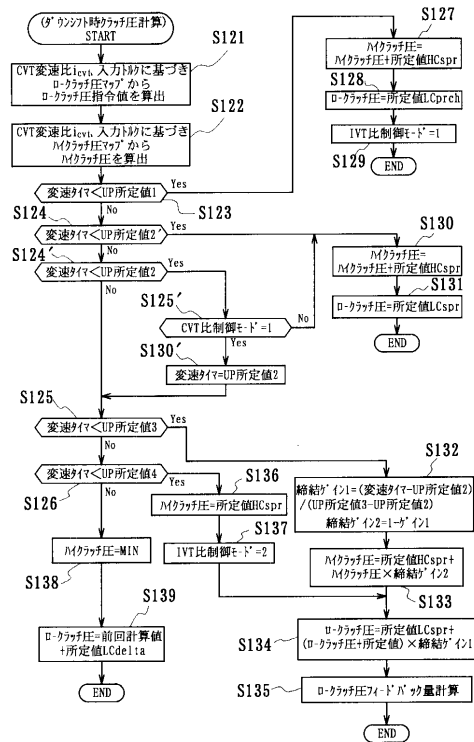 (ダウンシフト時クラッチ圧計算)
START
S121
CVT変速比icvt、入力トルクに基づき
ロークラッチ圧マップから
ロークラッチ圧指令値を算出
S122
CVT変速比icvt、入力トルクに基づき
ハイクラッチ圧マップから
ハイクラッチ圧を算出
変速タイマ<UP所定値1
Yes
No
S123
S127
ハイクラッチ圧=
ハイクラッチ圧+所定値HCspr
S128
ロークラッチ圧=所定値LCprch
IVT比制御モード=1
S129
END
S124
変速タイマ<UP所定値2'
Yes
No
S124'
変速タイマ<UP所定値2
Yes
No
S125'
CVT比制御モード=1
No
Yes
S130'
変速タイマ=UP所定値2
S130
ハイクラッチ圧=
ハイクラッチ圧+所定値HCspr
S131
ロークラッチ圧=所定値LCspr
END
S125
変速タイマ<UP所定値3
Yes
No
変速タイマ<UP所定値4
Yes
S126
No
S132
締結ゲイン1=(変速タイマ-UP所定値2)
/(UP所定値3-UP所定値2)
締結ゲイン2=1-ゲイン1
S136
ハイクラッチ圧=所定値HCspr
S137
IVT比制御モード=2
ハイクラッチ圧=所定値HCspr+
ハイクラッチ圧×締結ゲイン2
S133
ハイクラッチ圧=MIN
S138
S134
ロークラッチ圧=所定値LCspr+
(ロークラッチ圧+所定値)×締結ゲイン1
S139
ロークラッチ圧=前回計算値
+所定値LCdelta
END
S135
ロークラッチ圧フィードバック量計算
END